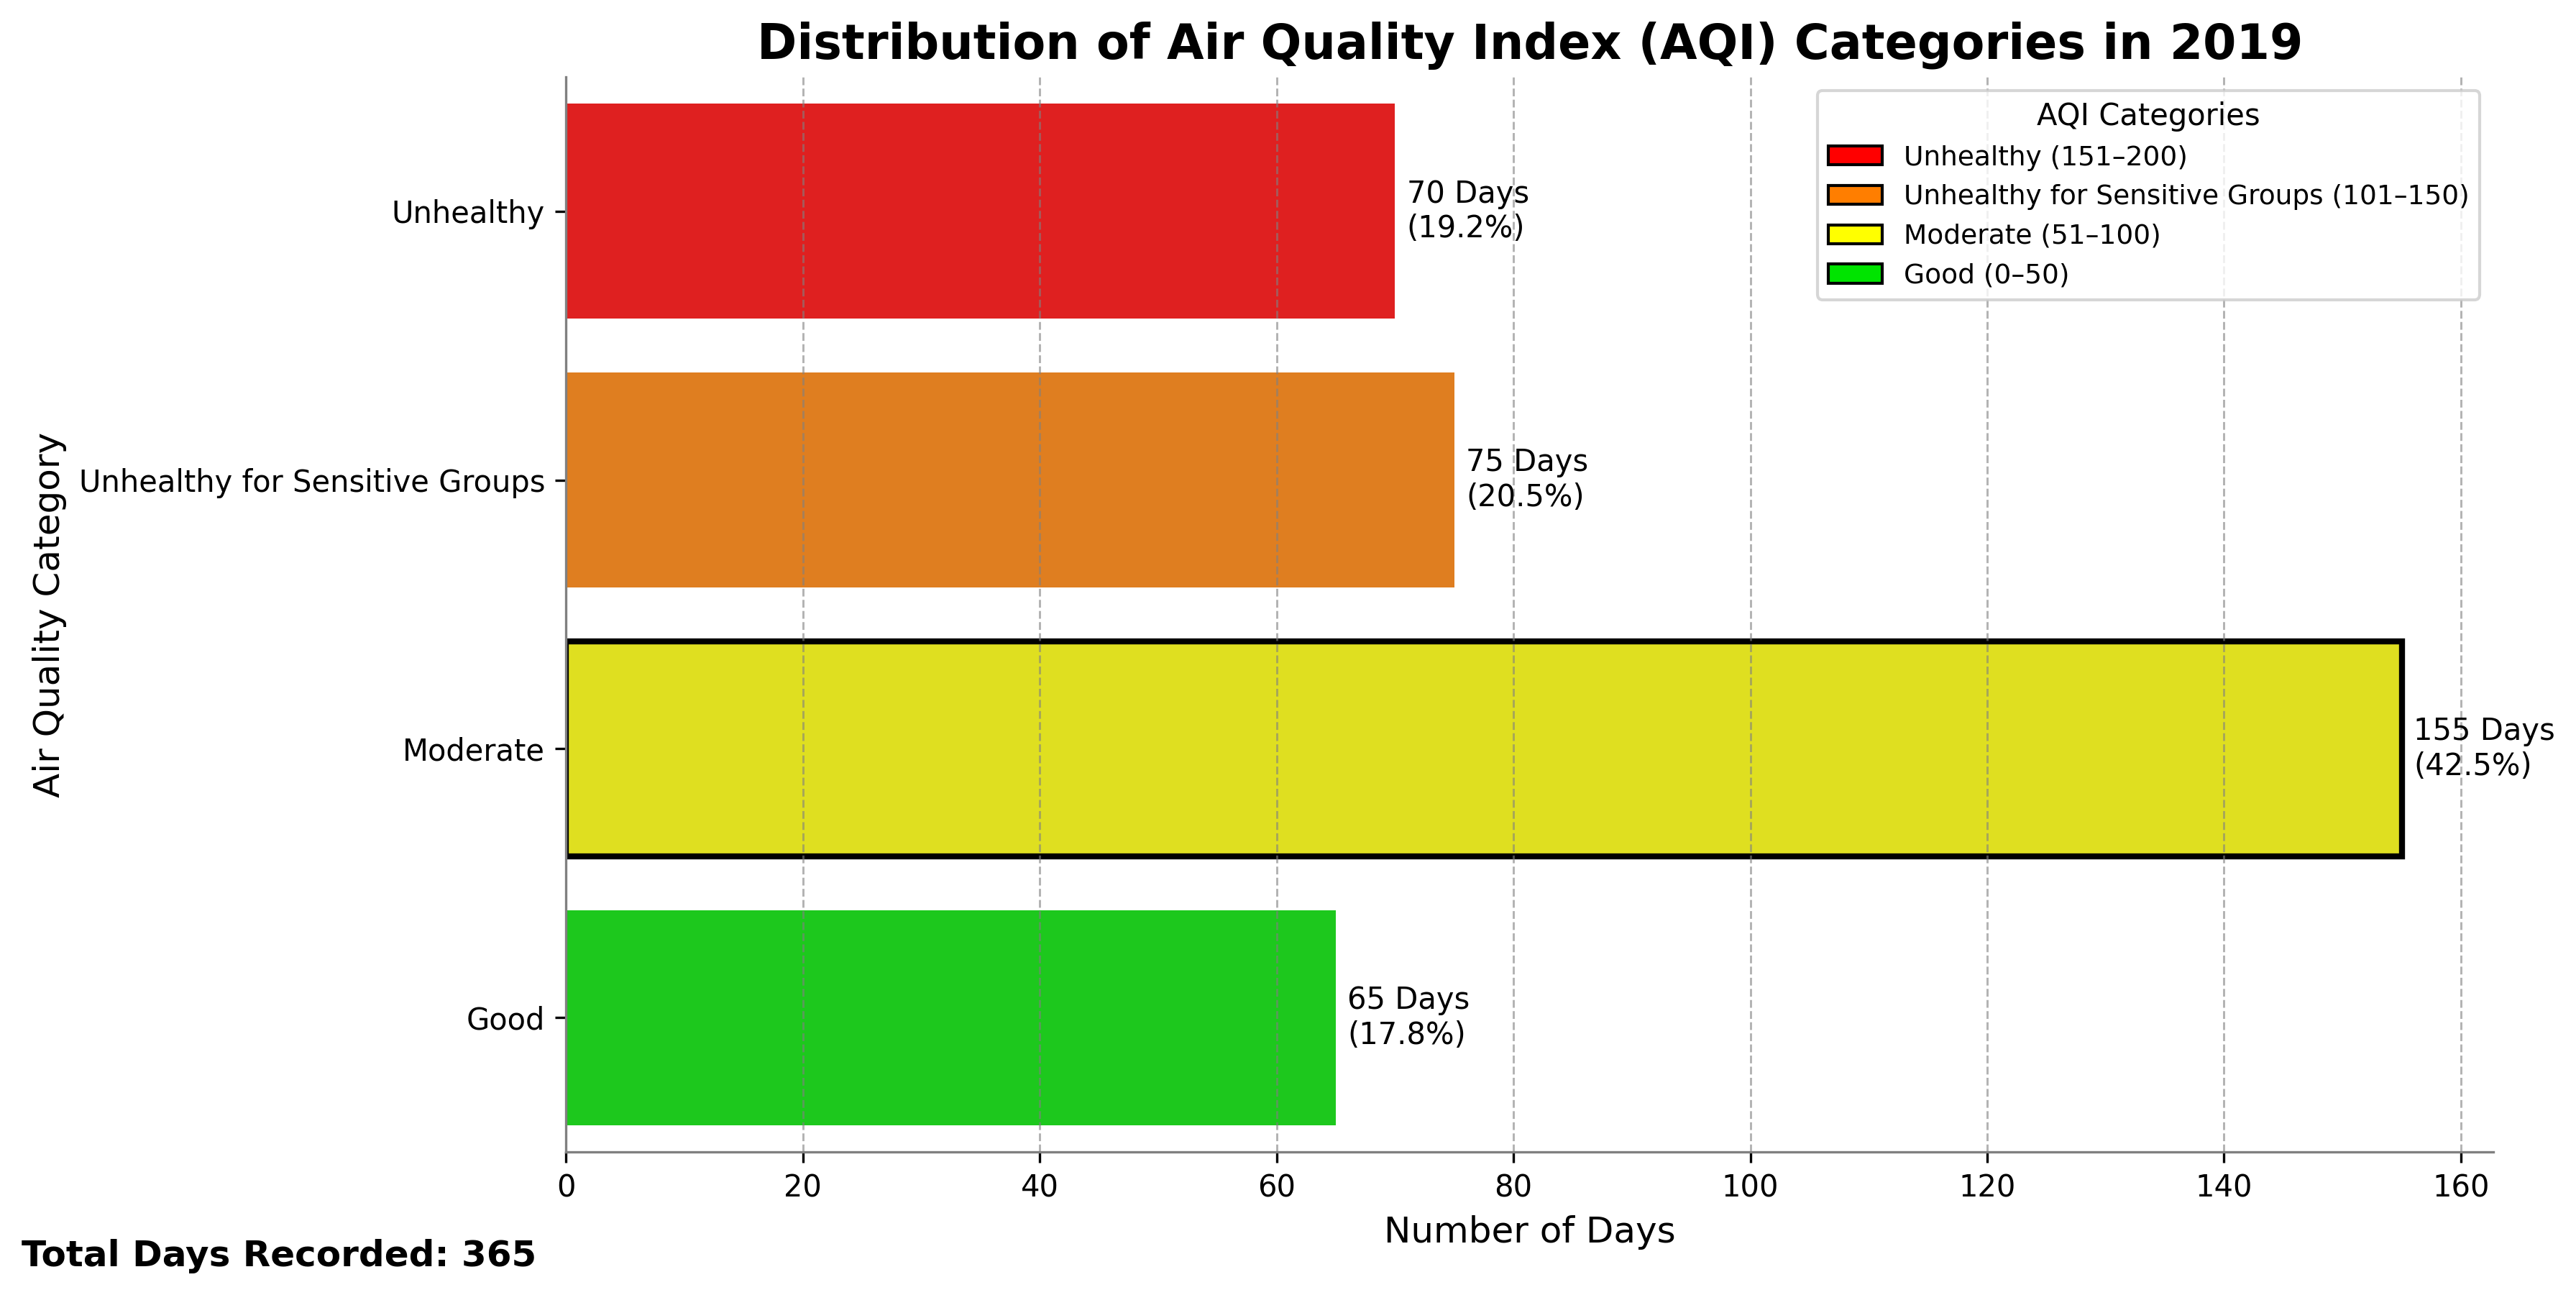 Distribution of Air Quality Index (AQI) Categories in 2019
AQI Categories
Unhealthy (151–200)
Unhealthy for Sensitive Groups (101–150)
Moderate (51–100)
Good (0–50)
Air Quality Category
Unhealthy
70 Days
(19.2%)
Unhealthy for Sensitive Groups
75 Days
(20.5%)
Moderate
155 Days
(42.5%)
Good
65 Days
(17.8%)
0 20 40 60 80 100 120 140 160
Number of Days
Total Days Recorded: 365